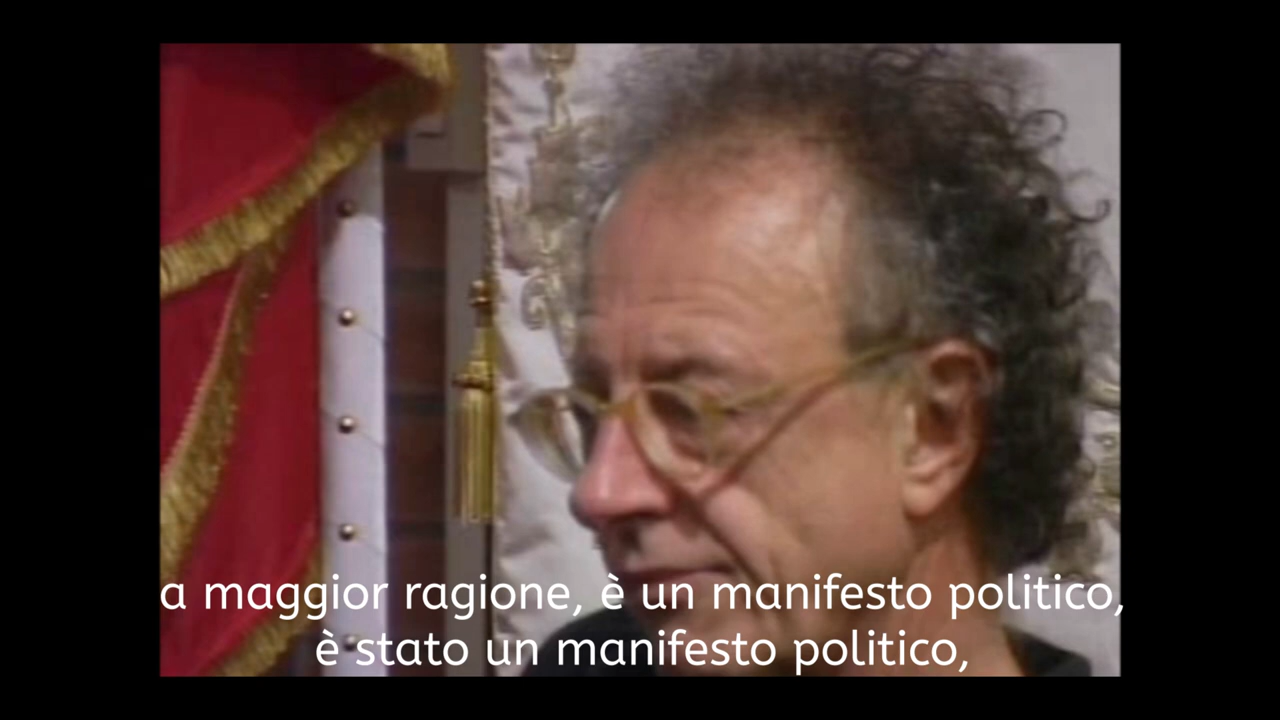 a maggior ragione, è un manifesto politico,
è stato un manifesto politico,